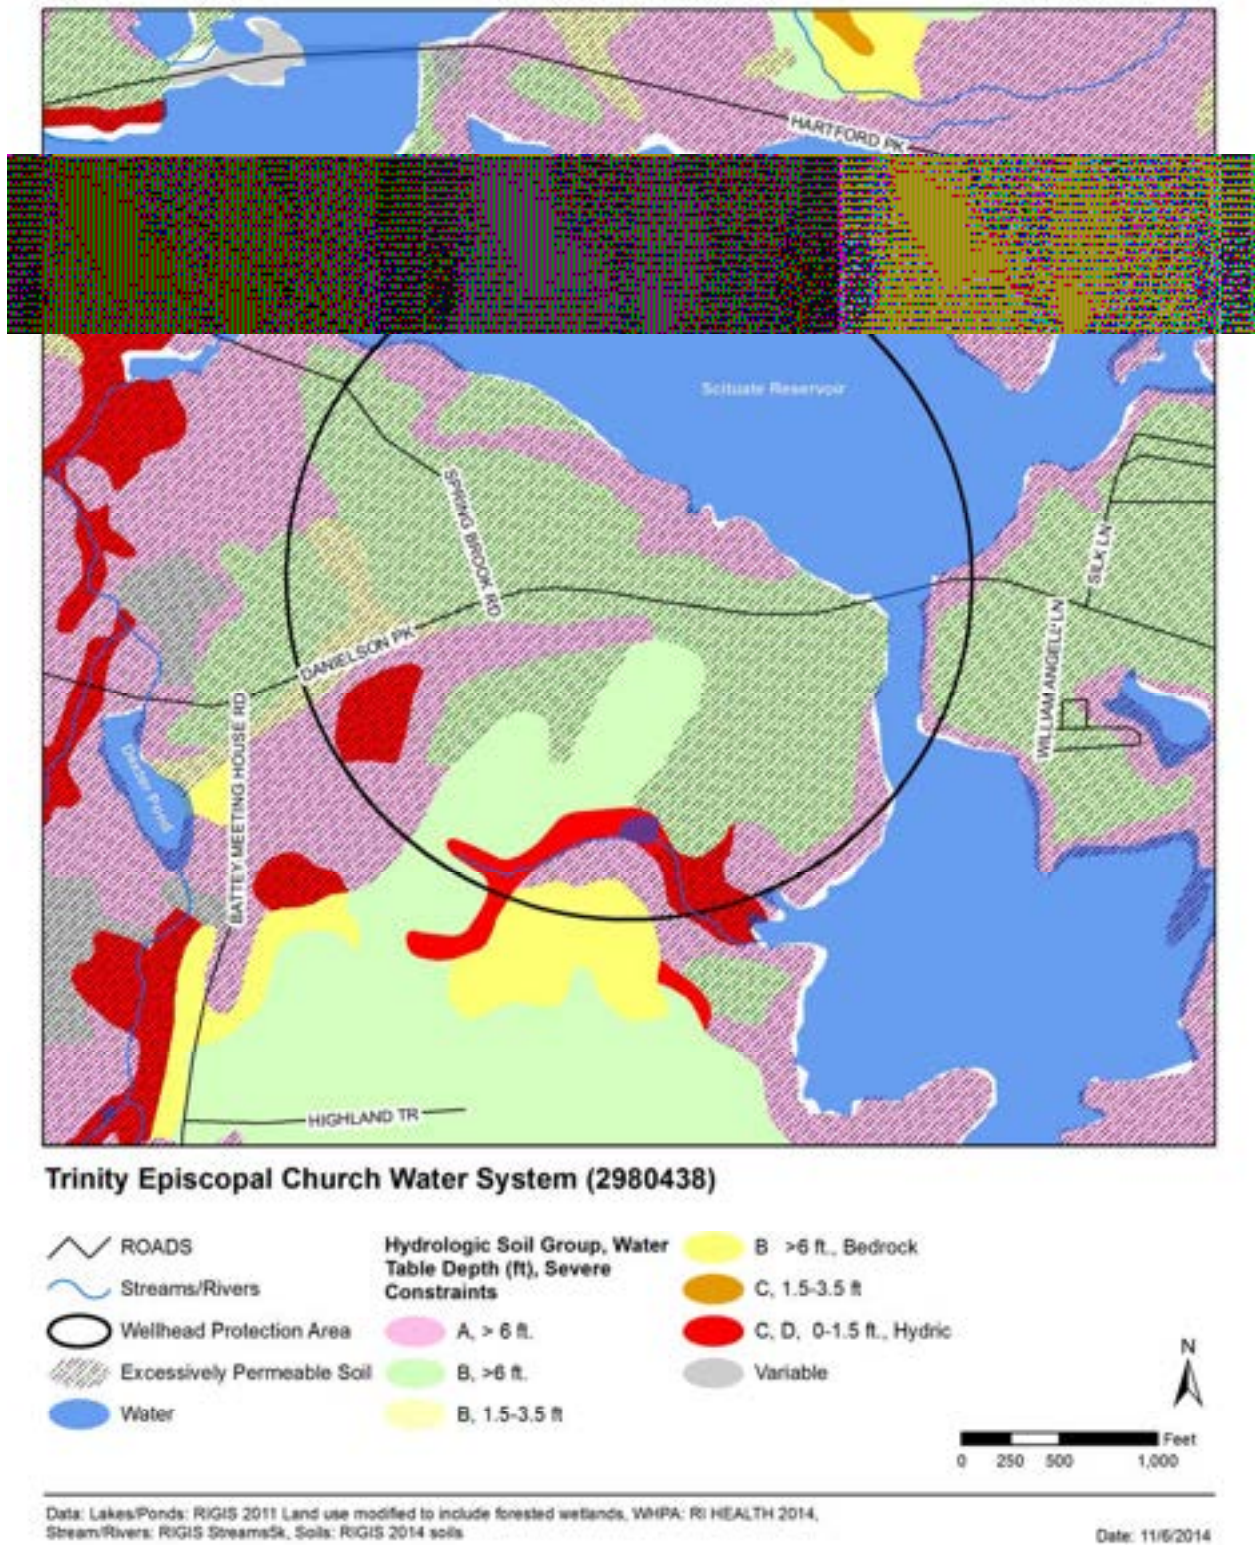 HARTFORD PK
Scituate Reservoir
SPRING BROOK RD
SILK LN
WILLIAM ANGELL LN
DANIELSON PK
BATTEY MEETING HOUSE RD
Dexter Pond
HIGHLAND TR
Trinity Episcopal Church Water System (2980438)
ROADS
Streams/Rivers
Wellhead Protection Area
Excessively Permeable Soil
Water
Hydrologic Soil Group, Water
Table Depth (ft), Severe
Constraints
A, > 6 ft.
B, >6 ft.
B, 1.5-3.5 ft
B >6 ft., Bedrock
C, 1.5-3.5 ft
C, D, 0-1.5 ft., Hydric
Variable
N
Feet
0 250 500 1,000
Data: Lakes/Ponds: RIGIS 2011 Land use modified to include forested wetlands, WHPA: RI HEALTH 2014,
Stream/Rivers: RIGIS Streams5k, Soils: RIGIS 2014 soils
Date: 11/6/2014